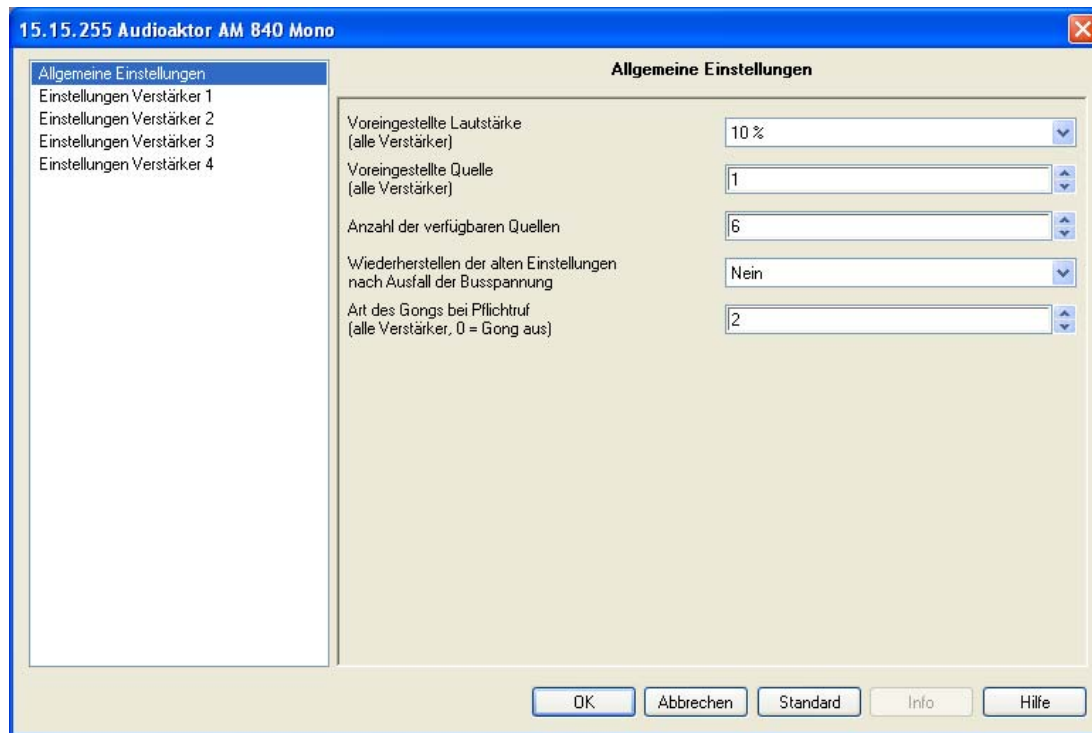 15.15.255 Audioaktor AM 840 Mono
Allgemeine Einstellungen
Einstellungen Verstärker 1
Einstellungen Verstärker 2
Einstellungen Verstärker 3
Einstellungen Verstärker 4
Allgemeine Einstellungen
Voreingestellte Lautstärke
(alle Verstärker)
10 %
Voreingestellte Quelle
(alle Verstärker)
1
Anzahl der verfügbaren Quellen
6
Wiederherstellen der alten Einstellungen
nach Ausfall der Busspannung
Nein
Art des Gongs bei Pflichtruf
(alle Verstärker, 0 = Gong aus)
2
OK
Abbrechen
Standard
Info
Hilfe